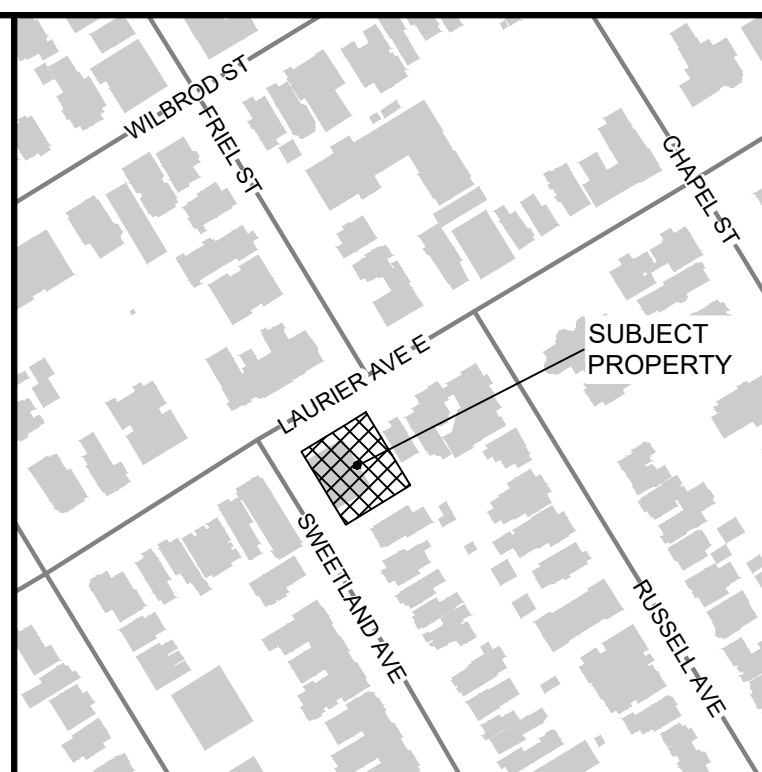 WILBROD ST
FRIEL ST
CHAPEL ST
SUBJECT
PROPERTY
LAURIER AVE E
SWEETLAND AVE
RUSSELL AVE